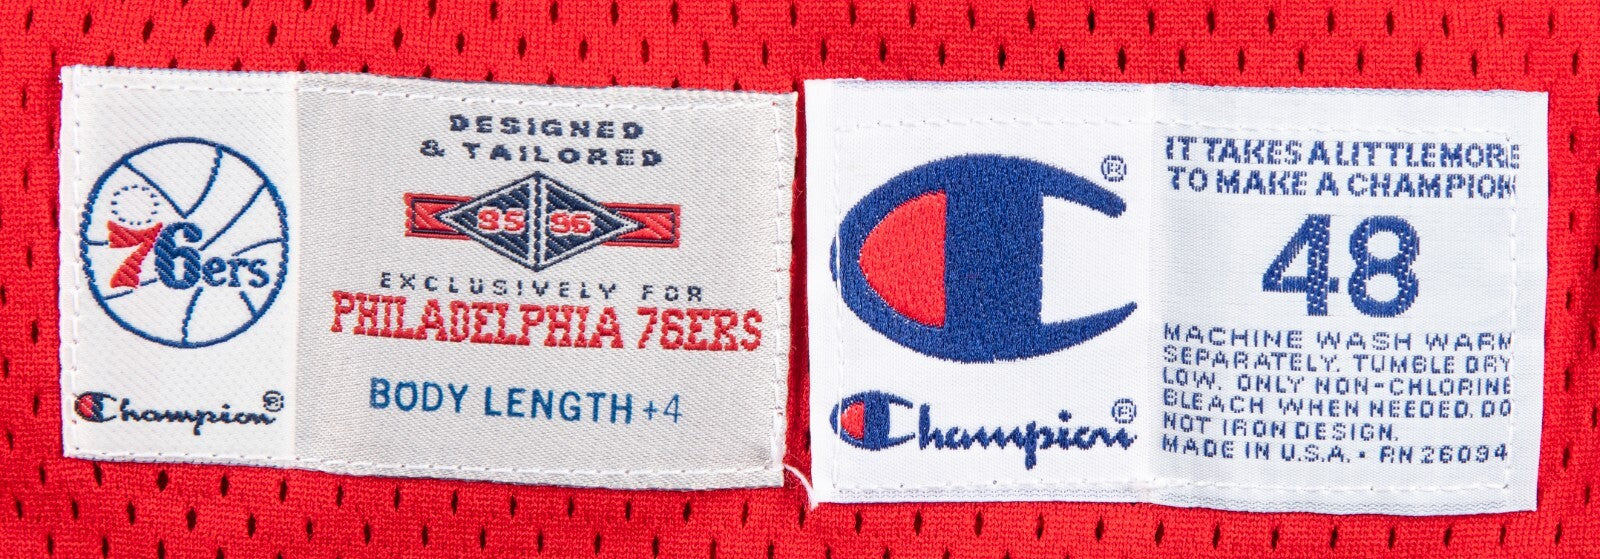 76ers
Champion®
DESIGNED
& TAILORED
95 96
EXCLUSIVELY FOR
PHILADELPHIA 76ERS
BODY LENGTH +4
®
Champion®
IT TAKES A LITTLE MORE
TO MAKE A CHAMPION
48
MACHINE WASH WARM
SEPARATELY. TUMBLE DRY
LOW. ONLY NON-CHLORINE
BLEACH WHEN NEEDED. DO
NOT IRON DESIGN.
MADE IN U.S.A. • RN 26094